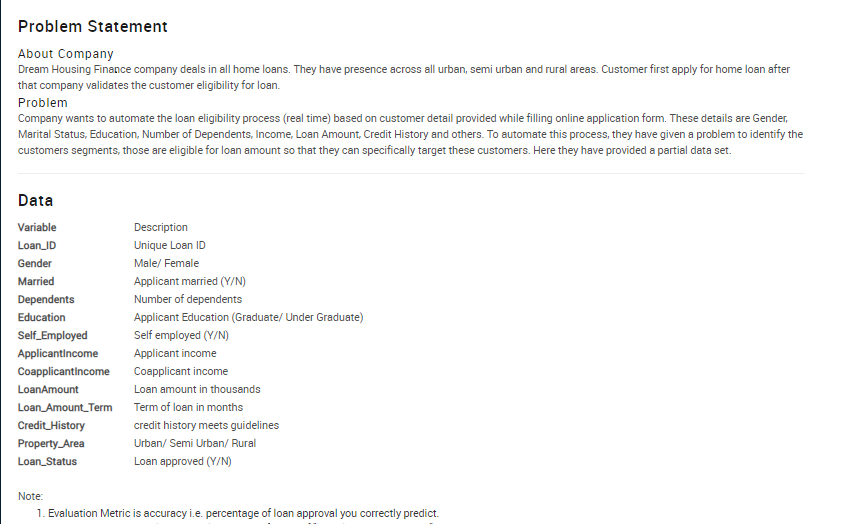 Problem Statement
About Company
Dream Housing Finance company deals in all home loans. They have presence across all urban, semi urban and rural areas. Customer first apply for home loan after
that company validates the customer eligibility for loan.
Problem
Company wants to automate the loan eligibility process (real time) based on customer detail provided while filling online application form. These details are Gender,
Marital Status, Education, Number of Dependents, Income, Loan Amount, Credit History and others. To automate this process, they have given a problem to identify the
customers segments, those are eligible for loan amount so that they can specifically target these customers. Here they have provided a partial data set.
Data
Variable Description
Loan_ID Unique Loan ID
Gender Male/ Female
Married Applicant married (Y/N)
Dependents Number of dependents
Education Applicant Education (Graduate/ Under Graduate)
Self_Employed Self employed (Y/N)
ApplicantIncome Applicant income
CoapplicantIncome Coapplicant income
LoanAmount Loan amount in thousands
Loan_Amount_Term Term of loan in months
Credit_History credit history meets guidelines
Property_Area Urban/ Semi Urban/ Rural
Loan_Status Loan approved (Y/N)
Note:
1. Evaluation Metric is accuracy i.e. percentage of loan approval you correctly predict.